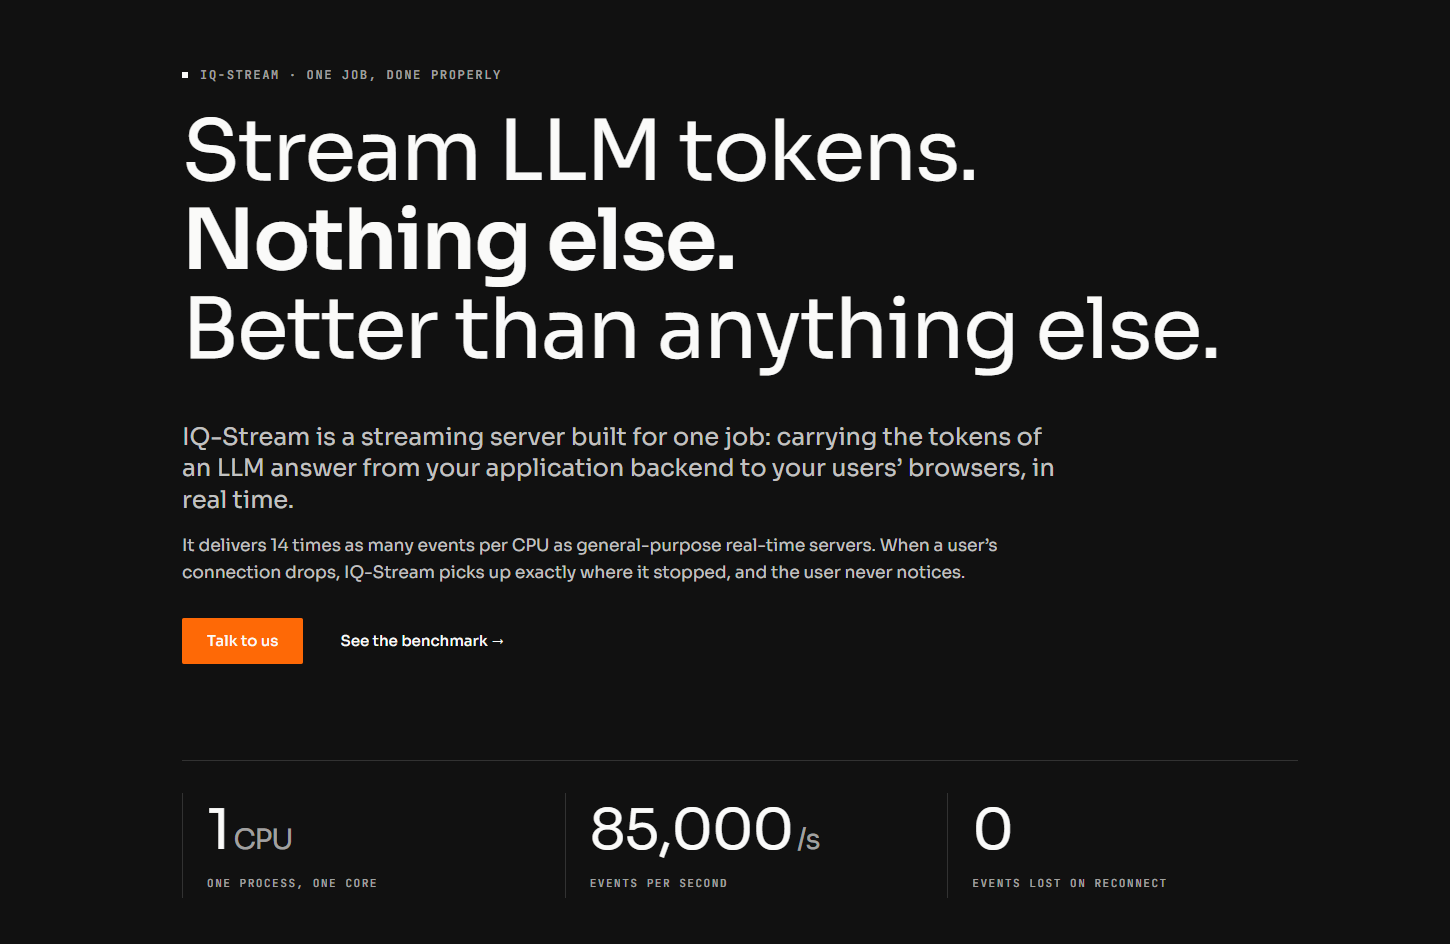 IQ-STREAM · ONE JOB, DONE PROPERLY
Stream LLM tokens.
Nothing else.
Better than anything else.
IQ-Stream is a streaming server built for one job: carrying the tokens of
an LLM answer from your application backend to your users’ browsers, in
real time.
It delivers 14 times as many events per CPU as general-purpose real-time servers. When a user’s
connection drops, IQ-Stream picks up exactly where it stopped, and the user never notices.
Talk to us
See the benchmark →
1 CPU
ONE PROCESS, ONE CORE
85,000 /s
EVENTS PER SECOND
0
EVENTS LOST ON RECONNECT